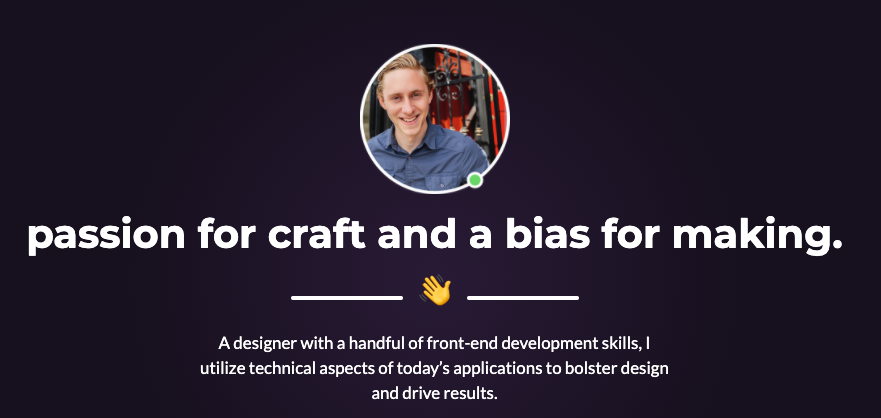 passion for craft and a bias for making.
A designer with a handful of front-end development skills, I
utilize technical aspects of today’s applications to bolster design
and drive results.